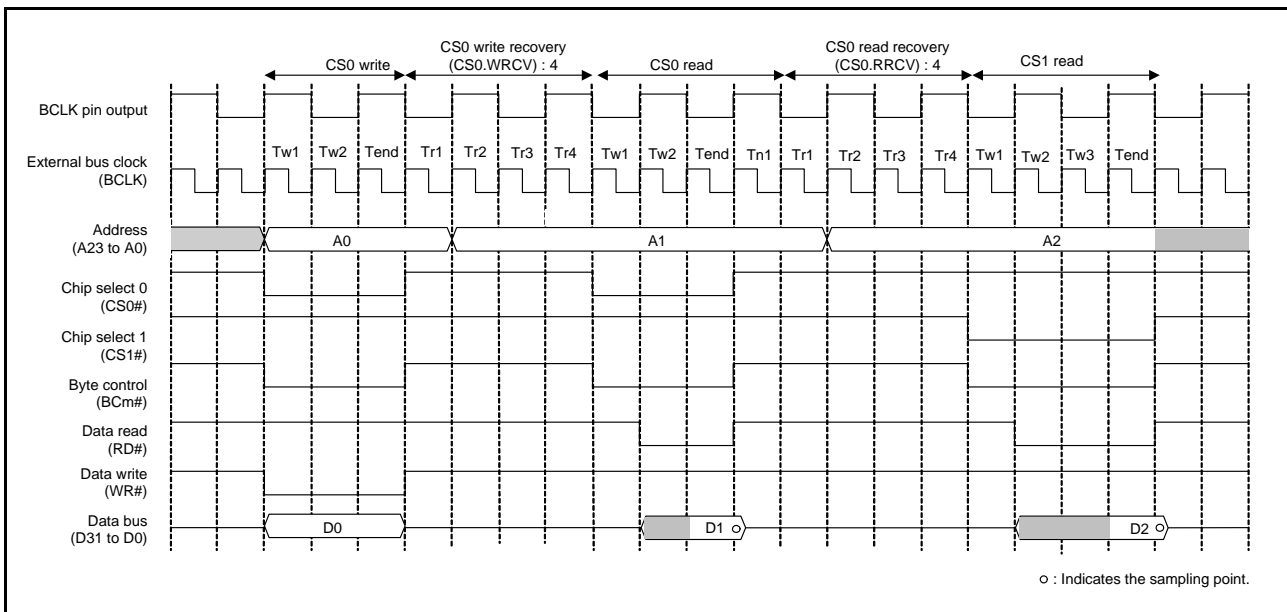 CS0 write
CS0 write recovery
(CS0.WRCV) : 4
CS0 read
CS0 read recovery
(CS0.RRCV) : 4
CS1 read
BCLK pin output
External bus clock
(BCLK)
Tw1 Tw2 Tend Tr1 Tr2 Tr3 Tr4 Tw1 Tw2 Tend Tn1 Tr1 Tr2 Tr3 Tr4 Tw1 Tw2 Tw3 Tend
Address
(A23 to A0)
A0 A1 A2
Chip select 0
(CS0#)
Chip select 1
(CS1#)
Byte control
(BCm#)
Data read
(RD#)
Data write
(WR#)
Data bus
(D31 to D0)
D0 D1 D2
: Indicates the sampling point.